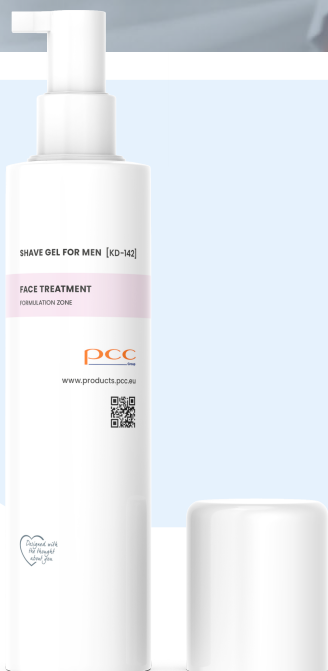 SHAVE GEL FOR MEN [KD-142]
FACE TREATMENT
FORMULATION ZONE
pcc
Group
www.products.pcc.eu
Designed with
the thought
about you